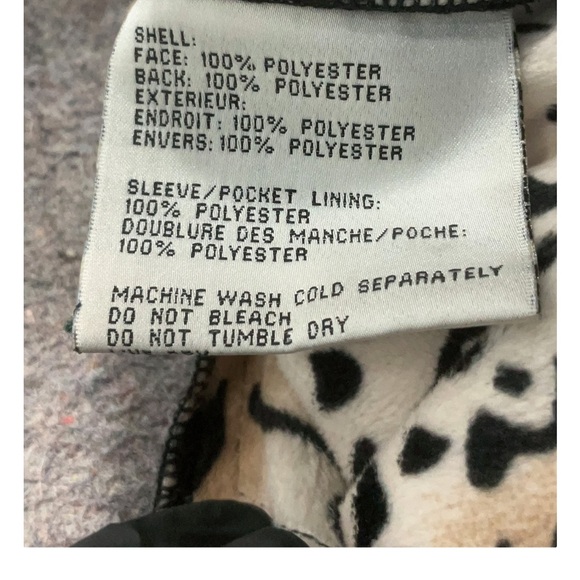 SHELL:
FACE: 100% POLYESTER
BACK: 100% POLYESTER
EXTERIEUR:
ENDROIT: 100% POLYESTER
ENVERS: 100% POLYESTER
SLEEVE/POCKET LINING:
100% POLYESTER
DOUBLURE DES MANCHE/POCHE:
100% POLYESTER
MACHINE WASH COLD SEPARATELY
DO NOT BLEACH
DO NOT TUMBLE DRY